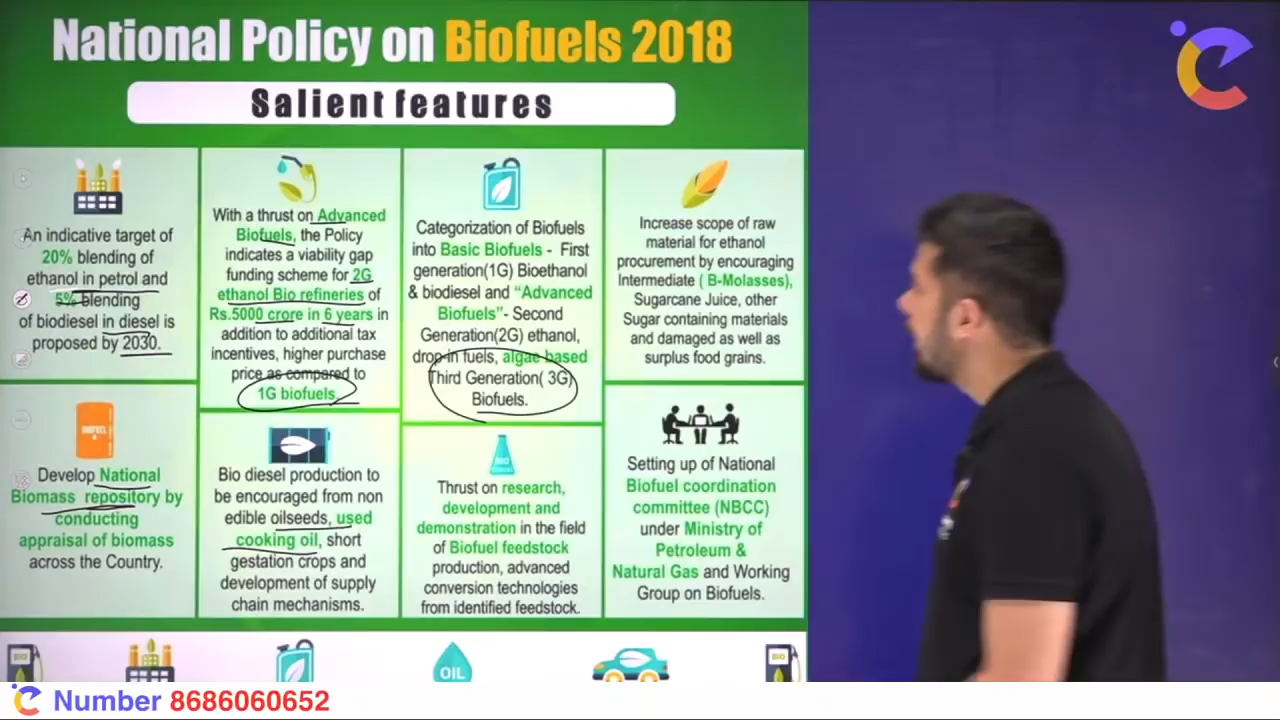 National Policy on Biofuels 2018
Salient features
An indicative target of
20% blending of
ethanol in petrol and
5% blending
of biodiesel in diesel is
proposed by 2030.
With a thrust on Advanced
Biofuels, the Policy
indicates a viability gap
funding scheme for 2G
ethanol Bio refineries of
Rs.5000 crore in 6 years in
addition to additional tax
incentives, higher purchase
price as compared to
1G biofuels.
Categorization of Biofuels
into Basic Biofuels - First
generation(1G) Bioethanol
& biodiesel and “Advanced
Biofuels”- Second
Generation(2G) ethanol,
drop in fuels, algae based
Third Generation( 3G)
Biofuels.
Increase scope of raw
material for ethanol
procurement by encouraging
Intermediate ( B-Molasses),
Sugarcane Juice, other
Sugar containing materials
and damaged as well as
surplus food grains.
Develop National
Biomass repository by
conducting
appraisal of biomass
across the Country.
Bio diesel production to
be encouraged from non
edible oilseeds, used
cooking oil, short
gestation crops and
development of supply
chain mechanisms.
BIO
Thrust on research,
development and
demonstration in the field
of Biofuel feedstock
production, advanced
conversion technologies
from identified feedstock.
Setting up of National
Biofuel coordination
committee (NBCC)
under Ministry of
Petroleum &
Natural Gas and Working
Group on Biofuels.
BIO
OIL
BIO
Number 8686060652